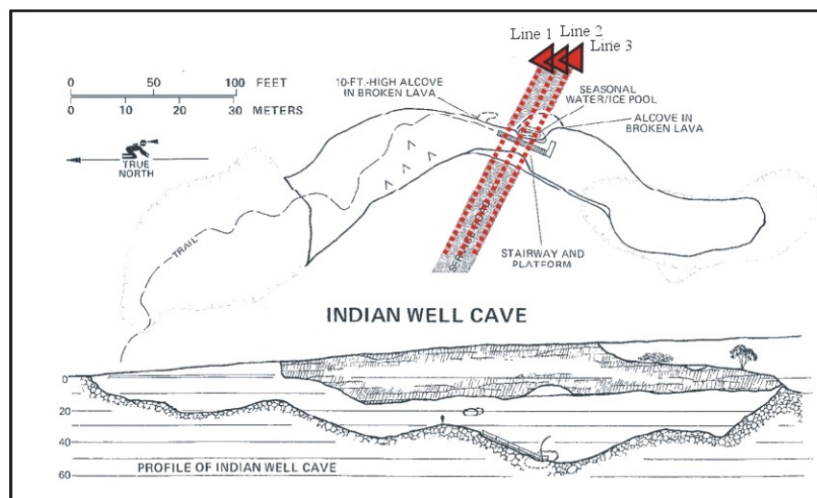 Line 1
Line 2
Line 3
0 50 100 FEET
0 10 20 30 METERS
TRUE
NORTH
10-FT.-HIGH ALCOVE
IN BROKEN LAVA
SEASONAL
WATER/ICE POOL
ALCOVE IN
BROKEN LAVA
TRAIL
SERVICE ROAD
STAIRWAY AND
PLATFORM
INDIAN WELL CAVE
0
20
40
60
PROFILE OF INDIAN WELL CAVE